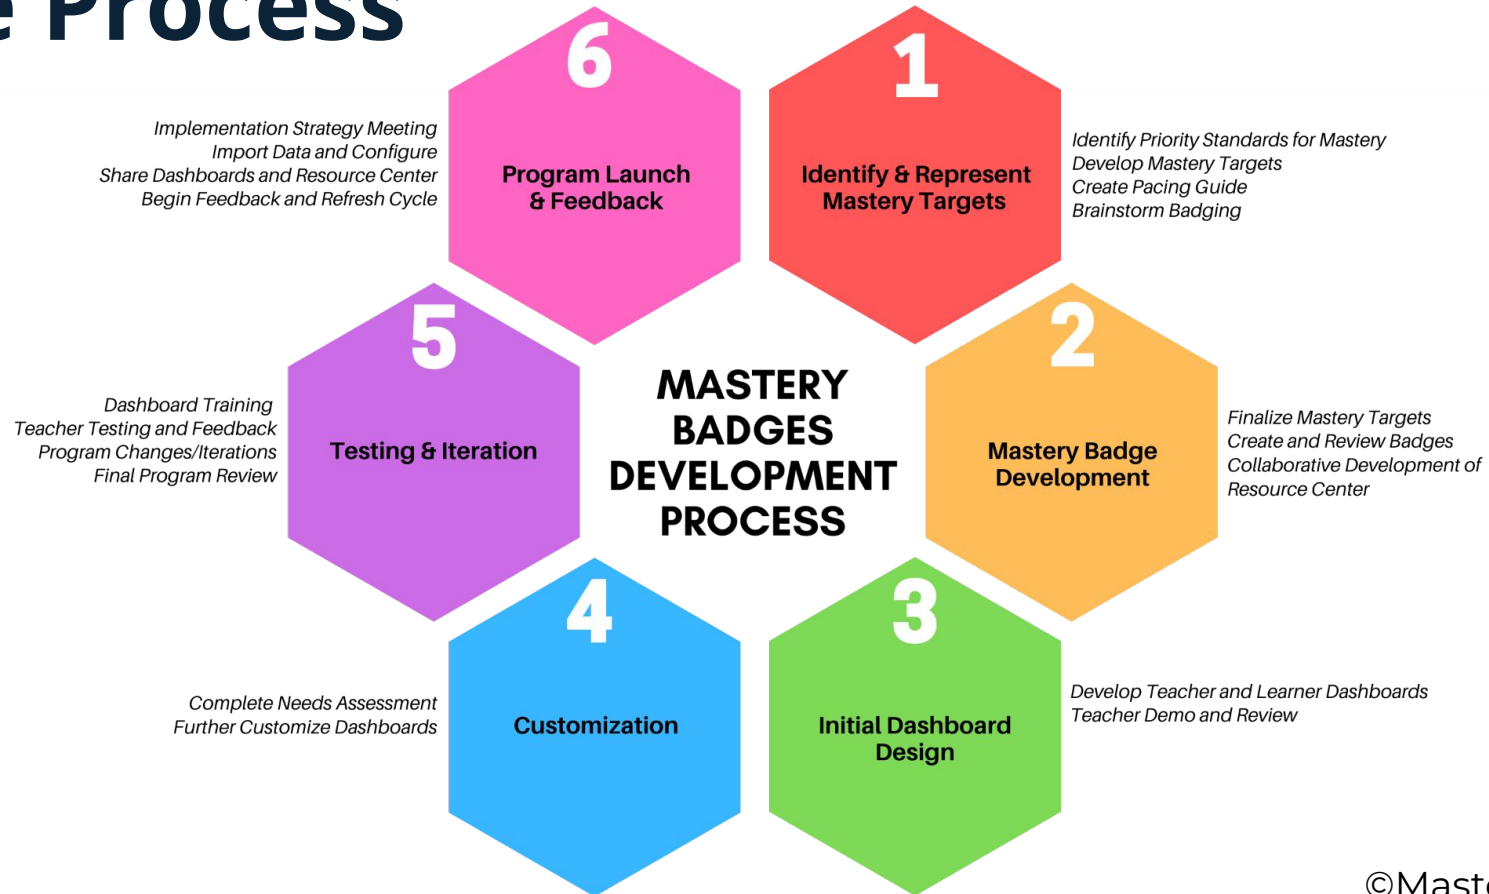 e Process
6
Program Launch
& Feedback
Implementation Strategy Meeting
Import Data and Configure
Share Dashboards and Resource Center
Begin Feedback and Refresh Cycle
1
Identify & Represent
Mastery Targets
Identify Priority Standards for Mastery
Develop Mastery Targets
Create Pacing Guide
Brainstorm Badging
5
Testing & Iteration
Dashboard Training
Teacher Testing and Feedback
Program Changes/Iterations
Final Program Review
MASTERY
BADGES
DEVELOPMENT
PROCESS
2
Mastery Badge
Development
Finalize Mastery Targets
Create and Review Badges
Collaborative Development of
Resource Center
4
Customization
Complete Needs Assessment
Further Customize Dashboards
3
Initial Dashboard
Design
Develop Teacher and Learner Dashboards
Teacher Demo and Review
©Maste